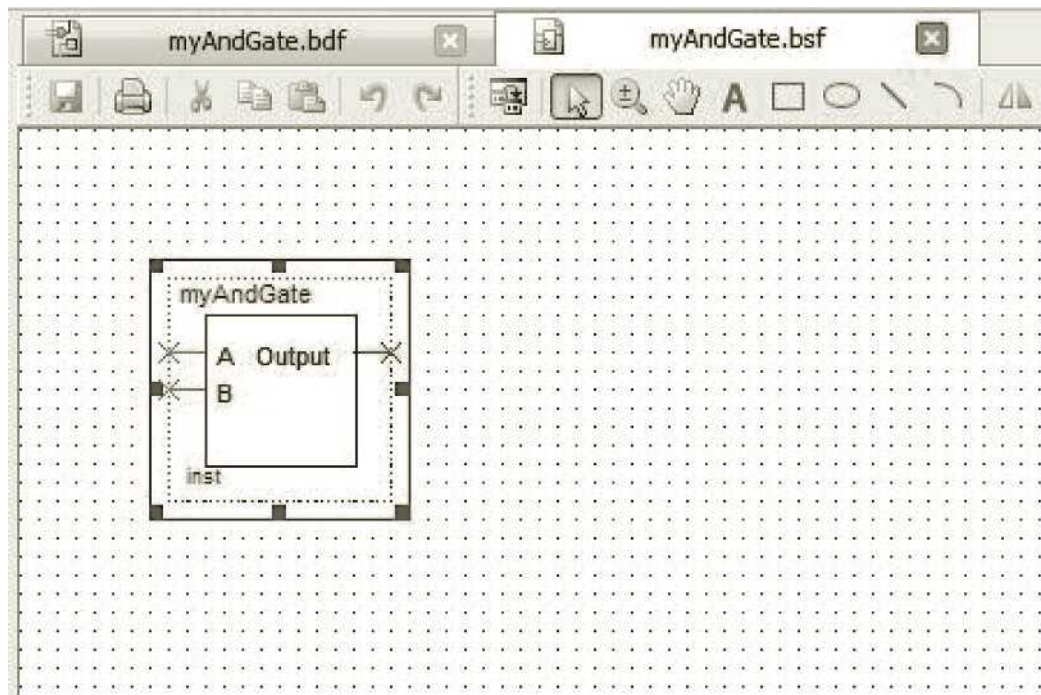 myAndGate.bdf
myAndGate.bsf
A
myAndGate
A Output
B
inst